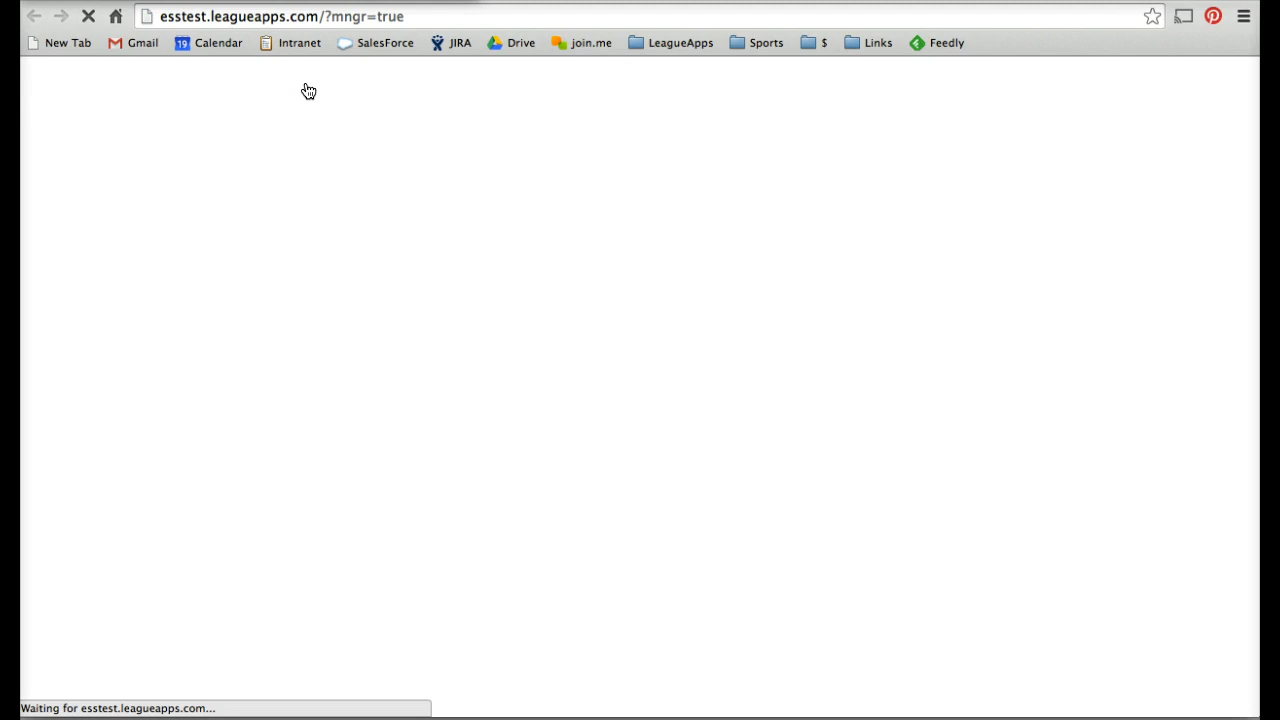 esstest.leagueapps.com/?mngr=true
New Tab Gmail 19 Calendar Intranet SalesForce JIRA Drive join.me LeagueApps Sports $ Links Feedly
Waiting for esstest.leagueapps.com...